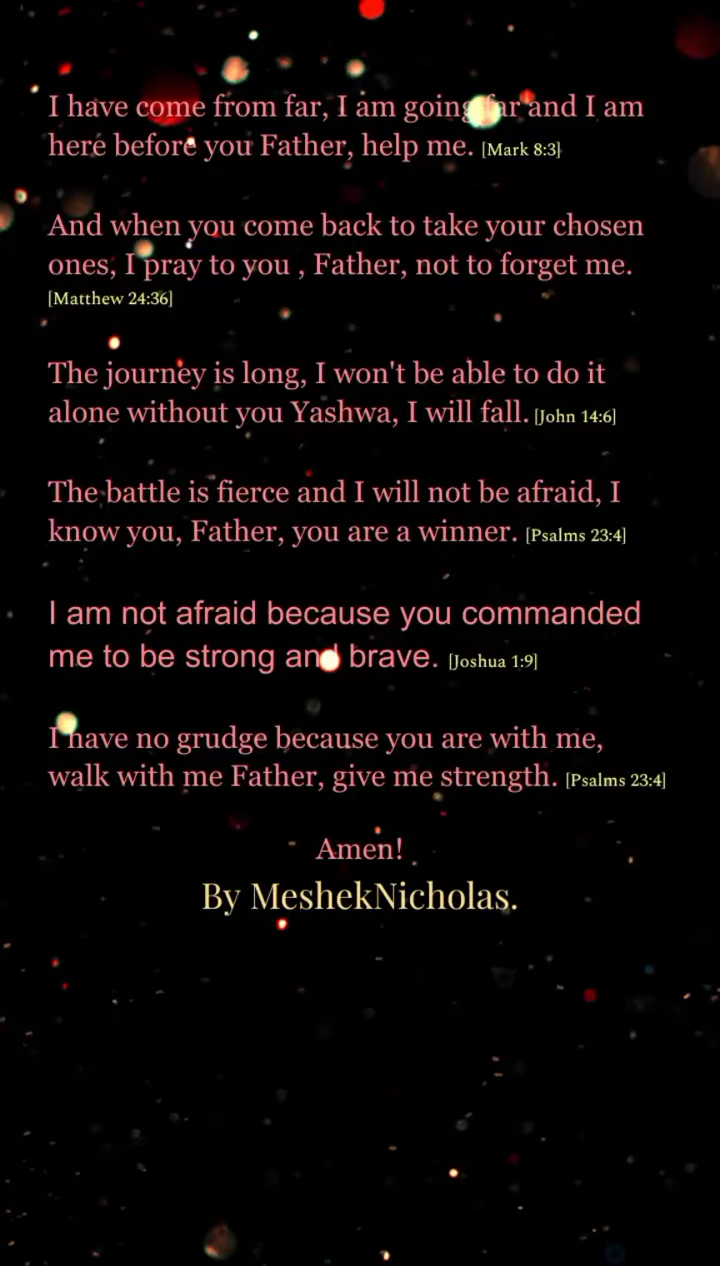 I have come from far, I am going far and I am
here before you Father, help me. [Mark 8:3]
And when you come back to take your chosen
ones, I pray to you , Father, not to forget me.
[Matthew 24:36]
The journey is long, I won't be able to do it
alone without you Yashwa, I will fall. [John 14:6]
The battle is fierce and I will not be afraid, I
know you, Father, you are a winner. [Psalms 23:4]
I am not afraid because you commanded
me to be strong and brave. [Joshua 1:9]
I have no grudge because you are with me,
walk with me Father, give me strength. [Psalms 23:4]
Amen!
By MeshekNicholas.